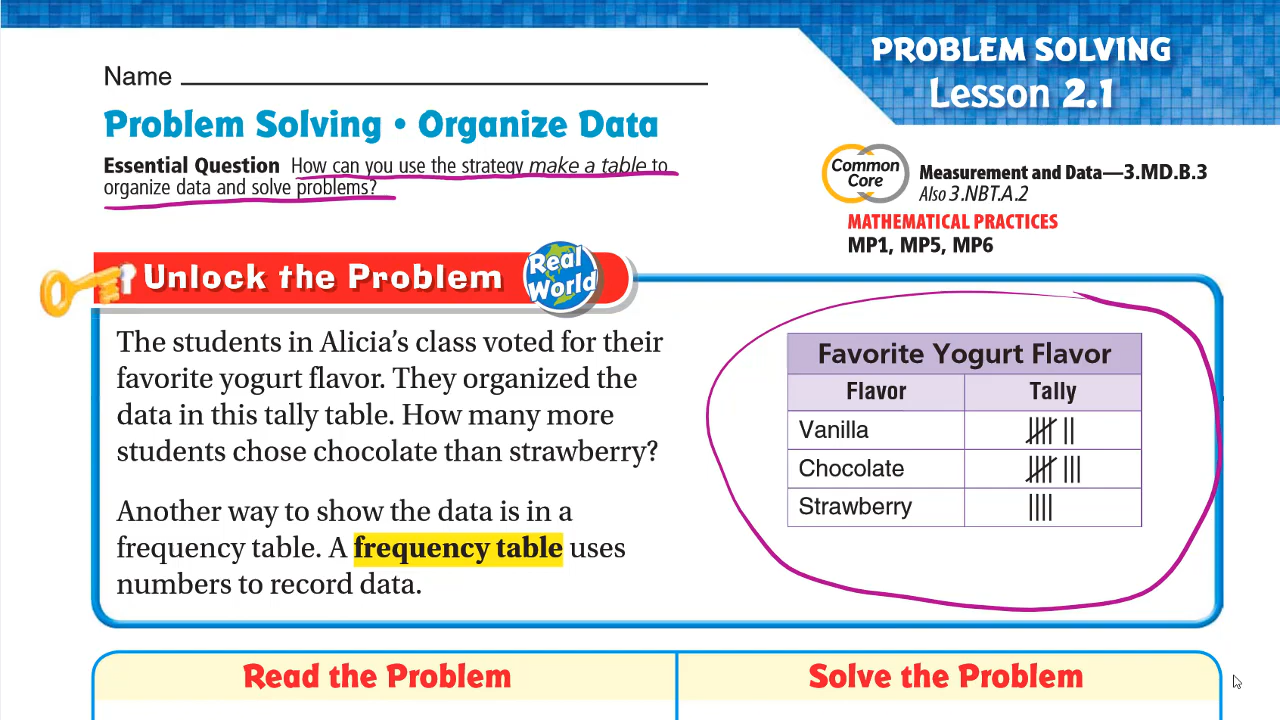 PROBLEM SOLVING
Lesson 2.1
Name
Problem Solving • Organize Data
Essential Question How can you use the strategy make a table to
organize data and solve problems?
Common
Core
Measurement and Data—3.MD.B.3
Also 3.NBT.A.2
MATHEMATICAL PRACTICES
MP1, MP5, MP6
Unlock the Problem
Real
World
The students in Alicia's class voted for their
favorite yogurt flavor. They organized the
data in this tally table. How many more
students chose chocolate than strawberry?
Another way to show the data is in a
frequency table. A frequency table uses
numbers to record data.
Favorite Yogurt Flavor
Flavor Tally
Vanilla
Chocolate
Strawberry
Read the Problem
Solve the Problem